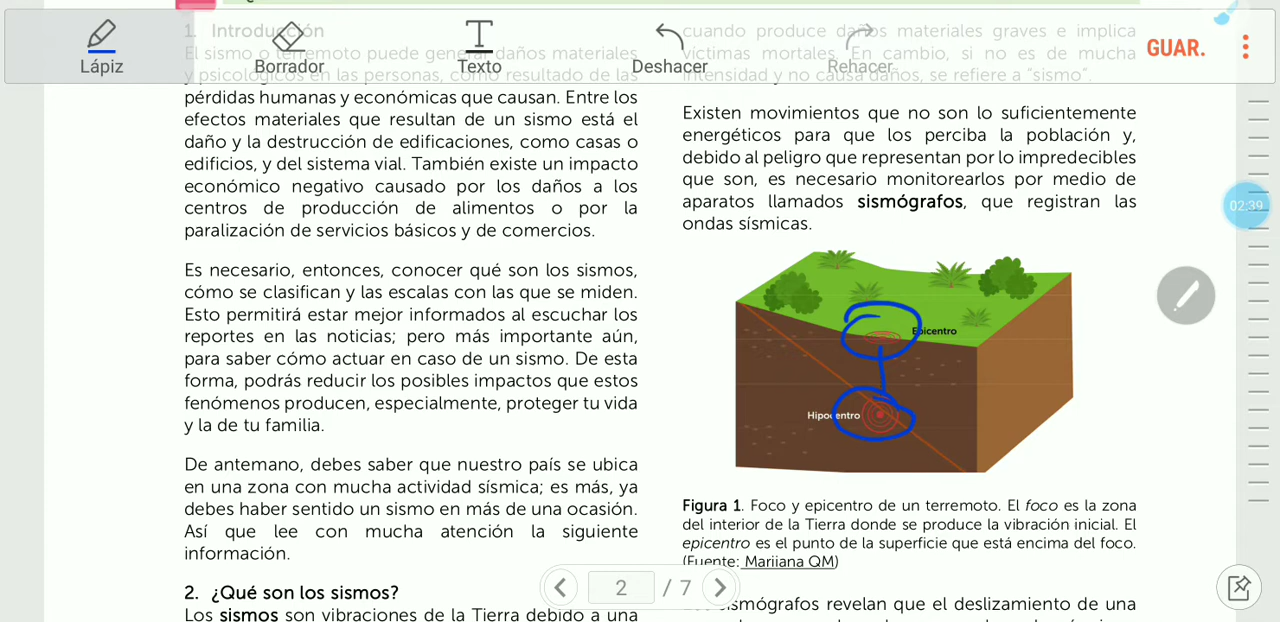 Lápiz
Borrador
Texto
Deshacer
Rehacer
GUAR.
02:39
1. Introducción
El sismo o terremoto puede generar daños materiales
y psicológicos en las personas, como resultado de las
pérdidas humanas y económicas que causan. Entre los
efectos materiales que resultan de un sismo está el
daño y la destrucción de edificaciones, como casas o
edificios, y del sistema vial. También existe un impacto
económico negativo causado por los daños a los
centros de producción de alimentos o por la
paralización de servicios básicos y de comercios.
Es necesario, entonces, conocer qué son los sismos,
cómo se clasifican y las escalas con las que se miden.
Esto permitirá estar mejor informados al escuchar los
reportes en las noticias; pero más importante aún,
para saber cómo actuar en caso de un sismo. De esta
forma, podrás reducir los posibles impactos que estos
fenómenos producen, especialmente, proteger tu vida
y la de tu familia.
De antemano, debes saber que nuestro país se ubica
en una zona con mucha actividad sísmica; es más, ya
debes haber sentido un sismo en más de una ocasión.
Así que lee con mucha atención la siguiente
información.
2. ¿Qué son los sismos?
Los sismos son vibraciones de la Tierra debido a una
cuando produce daños materiales graves e implica
víctimas mortales. En cambio, si no es de mucha
intensidad y no causa daños, se refiere a “sismo”.
Existen movimientos que no son lo suficientemente
energéticos para que los perciba la población y,
debido al peligro que representan por lo impredecibles
que son, es necesario monitorearlos por medio de
aparatos llamados sismógrafos, que registran las
ondas sísmicas.
Epicentro
Hipocentro
Figura 1. Foco y epicentro de un terremoto. El foco es la zona
del interior de la Tierra donde se produce la vibración inicial. El
epicentro es el punto de la superficie que está encima del foco.
(Fuente: Marijana QM)
sismógrafos revelan que el deslizamiento de una
2 / 7